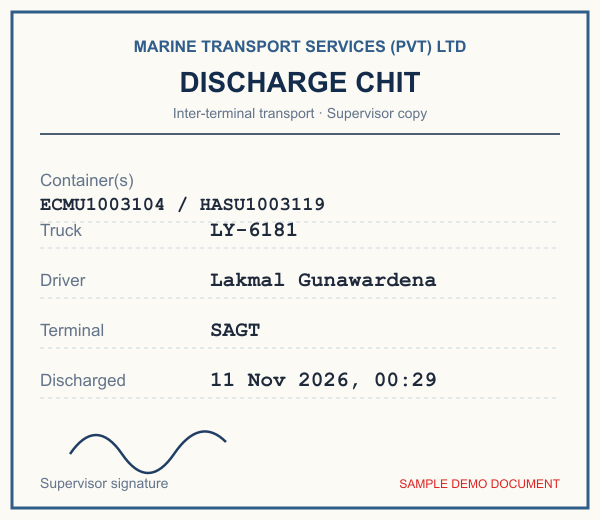 MARINE TRANSPORT SERVICES (PVT) LTD
DISCHARGE CHIT
Inter-terminal transport · Supervisor copy
Container(s)
ECMU1003104 / HASU1003119
Truck LY-6181
Driver Lakmal Gunawardena
Terminal SAGT
Discharged 11 Nov 2026, 00:29
Supervisor signature SAMPLE DEMO DOCUMENT